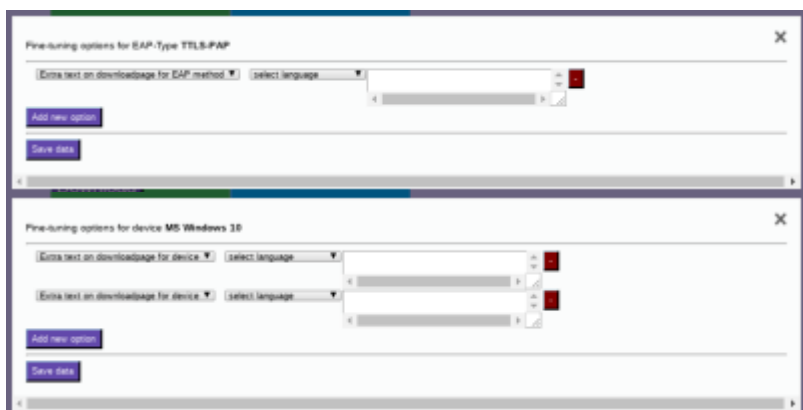 Fine-tuning options for EAP-Type TTLS-PAP
Extra text on downloadpage for EAP method ▼ select language ▼ -
Add new option
Save data
Fine-tuning options for device MS Windows 10
Extra text on downloadpage for device ▼ select language ▼ -
Extra text on downloadpage for device ▼ select language ▼ -
Add new option
Save data